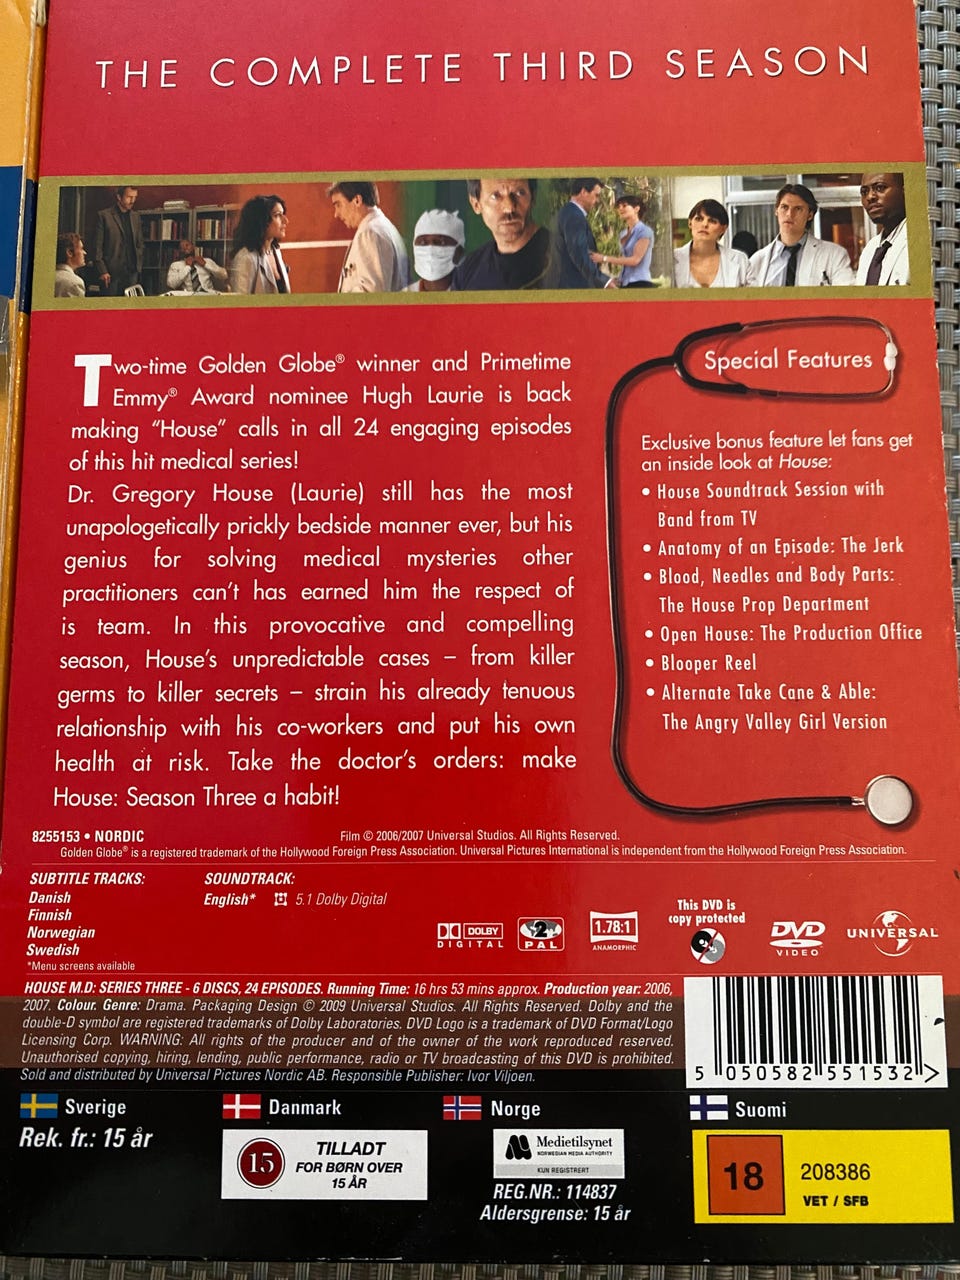 THE COMPLETE THIRD SEASON
Two-time Golden Globe® winner and Primetime
Emmy® Award nominee Hugh Laurie is back
making "House" calls in all 24 engaging episodes
of this hit medical series!
Dr. Gregory House (Laurie) still has the most
unapologetically prickly bedside manner ever, but his
genius for solving medical mysteries other
practitioners can't has earned him the respect of
is team. In this provocative and compelling
season, House's unpredictable cases – from killer
germs to killer secrets – strain his already tenuous
relationship with his co-workers and put his own
health at risk. Take the doctor's orders: make
House: Season Three a habit!
Special Features
Exclusive bonus feature let fans get
an inside look at House:
• House Soundtrack Session with
Band from TV
• Anatomy of an Episode: The Jerk
• Blood, Needles and Body Parts:
The House Prop Department
• Open House: The Production Office
• Blooper Reel
• Alternate Take Cane & Able:
The Angry Valley Girl Version
8255153 • NORDIC
Film © 2006/2007 Universal Studios. All Rights Reserved.
Golden Globe® is a registered trademark of the Hollywood Foreign Press Association. Universal Pictures International is independent from the Hollywood Foreign Press Association.
SUBTITLE TRACKS:
Danish
Finnish
Norwegian
Swedish
*Menu screens available
SOUNDTRACK:
English* 5.1 Dolby Digital
DOLBY
DIGITAL
2
PAL
1.78:1
ANAMORPHIC
This DVD is
copy protected
DVD
VIDEO
UNIVERSAL
HOUSE M.D: SERIES THREE - 6 DISCS, 24 EPISODES. Running Time: 16 hrs 53 mins approx. Production year: 2006,
2007. Colour. Genre: Drama. Packaging Design © 2009 Universal Studios. All Rights Reserved. Dolby and the
double-D symbol are registered trademarks of Dolby Laboratories. DVD Logo is a trademark of DVD Format/Logo
Licensing Corp. WARNING: All rights of the producer and of the owner of the work reproduced reserved.
Unauthorised copying, hiring, lending, public performance, radio or TV broadcasting of this DVD is prohibited.
Sold and distributed by Universal Pictures Nordic AB. Responsible Publisher: Ivor Viljoen.
5 050582 551532 >
Sverige
Rek. fr.: 15 år
Danmark
15
TILLADT
FOR BØRN OVER
15 ÅR
Norge
Medietilsynet
NORWEGIAN MEDIA AUTHORITY
KUN REGISTRERT
REG.NR.: 114837
Aldersgrense: 15 år
Suomi
18
208386
VET / SFB